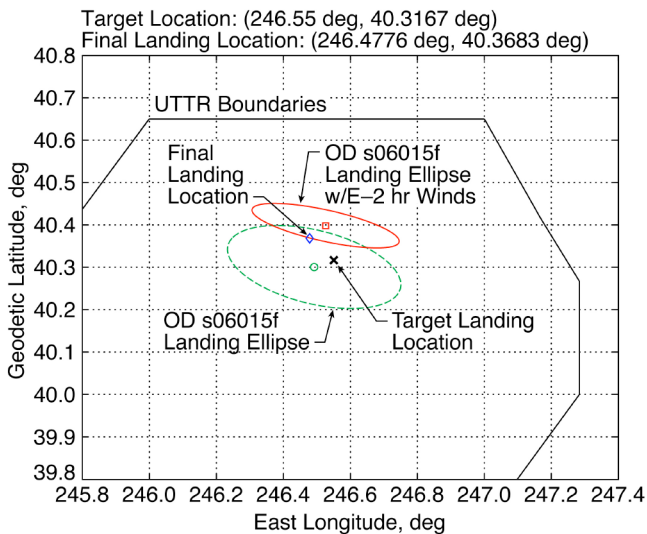 Target Location: (246.55 deg, 40.3167 deg)
Final Landing Location: (246.4776 deg, 40.3683 deg)
40.8
40.7
40.6
40.5
40.4
40.3
40.2
40.1
40.0
39.9
39.8
Geodetic Latitude, deg
UTTR Boundaries
Final
Landing
Location
OD s06015f
Landing Ellipse
w/E–2 hr Winds
OD s06015f
Landing Ellipse
Target Landing
Location
245.8 246.0 246.2 246.4 246.6 246.8 247.0 247.2 247.4
East Longitude, deg